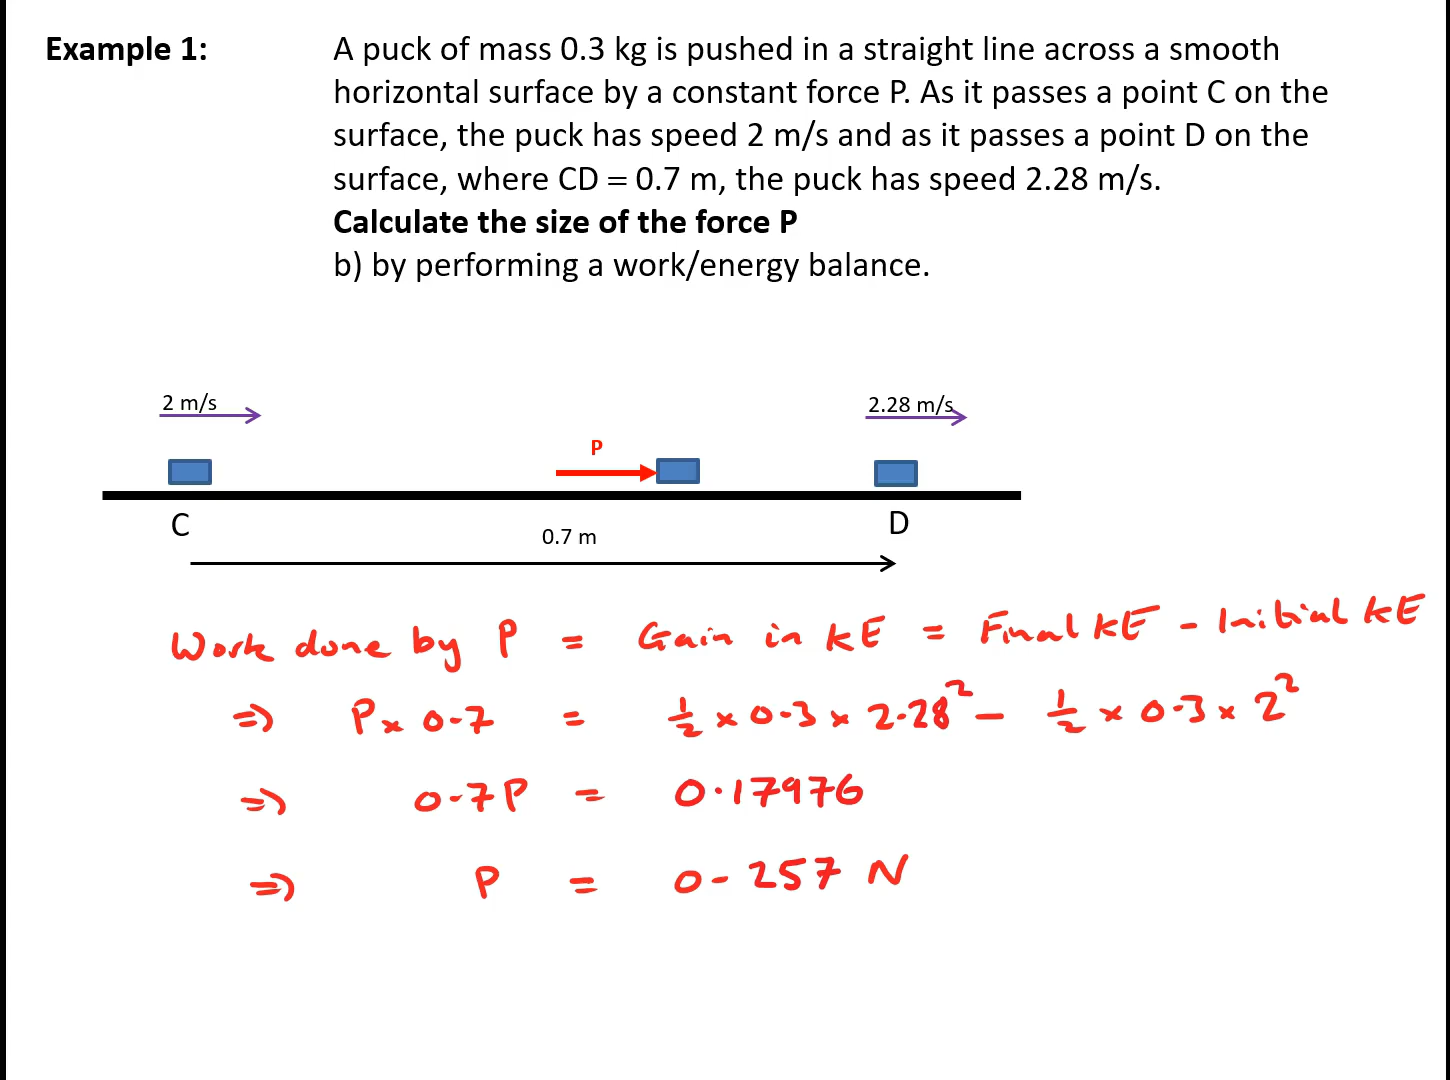 Example 1:
A puck of mass 0.3 kg is pushed in a straight line across a smooth
horizontal surface by a constant force P. As it passes a point C on the
surface, the puck has speed 2 m/s and as it passes a point D on the
surface, where CD = 0.7 m, the puck has speed 2.28 m/s.
Calculate the size of the force P
b) by performing a work/energy balance.
2 m/s
2.28 m/s
P
C
D
0.7 m
Work done by P = Gain in KE = Final KE - Initial KE
⇒ P × 0.7 = ½ × 0.3 × 2.28² - ½ × 0.3 × 2²
⇒ 0.7P = 0.17976
⇒ P = 0.257 N